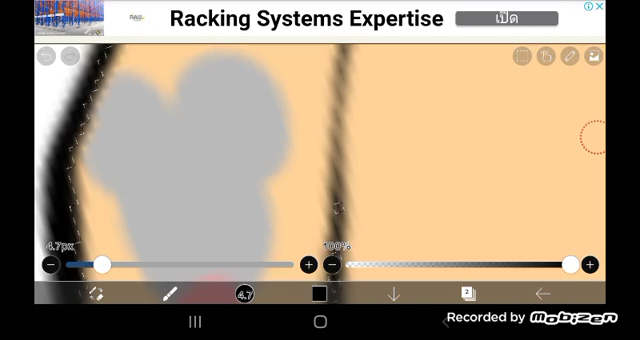 Racking Systems Expertise
เปิด
4.7px
100%
4.7
2
Recorded by Mobizen